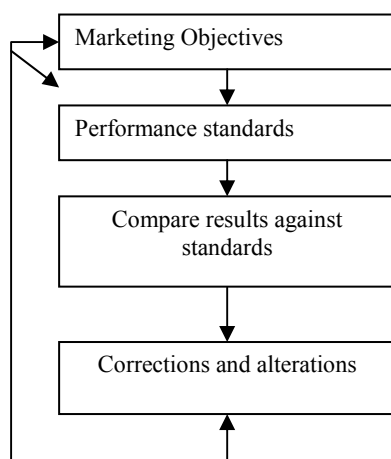 Marketing Objectives
Performance standards
Compare results against
standards
Corrections and alterations